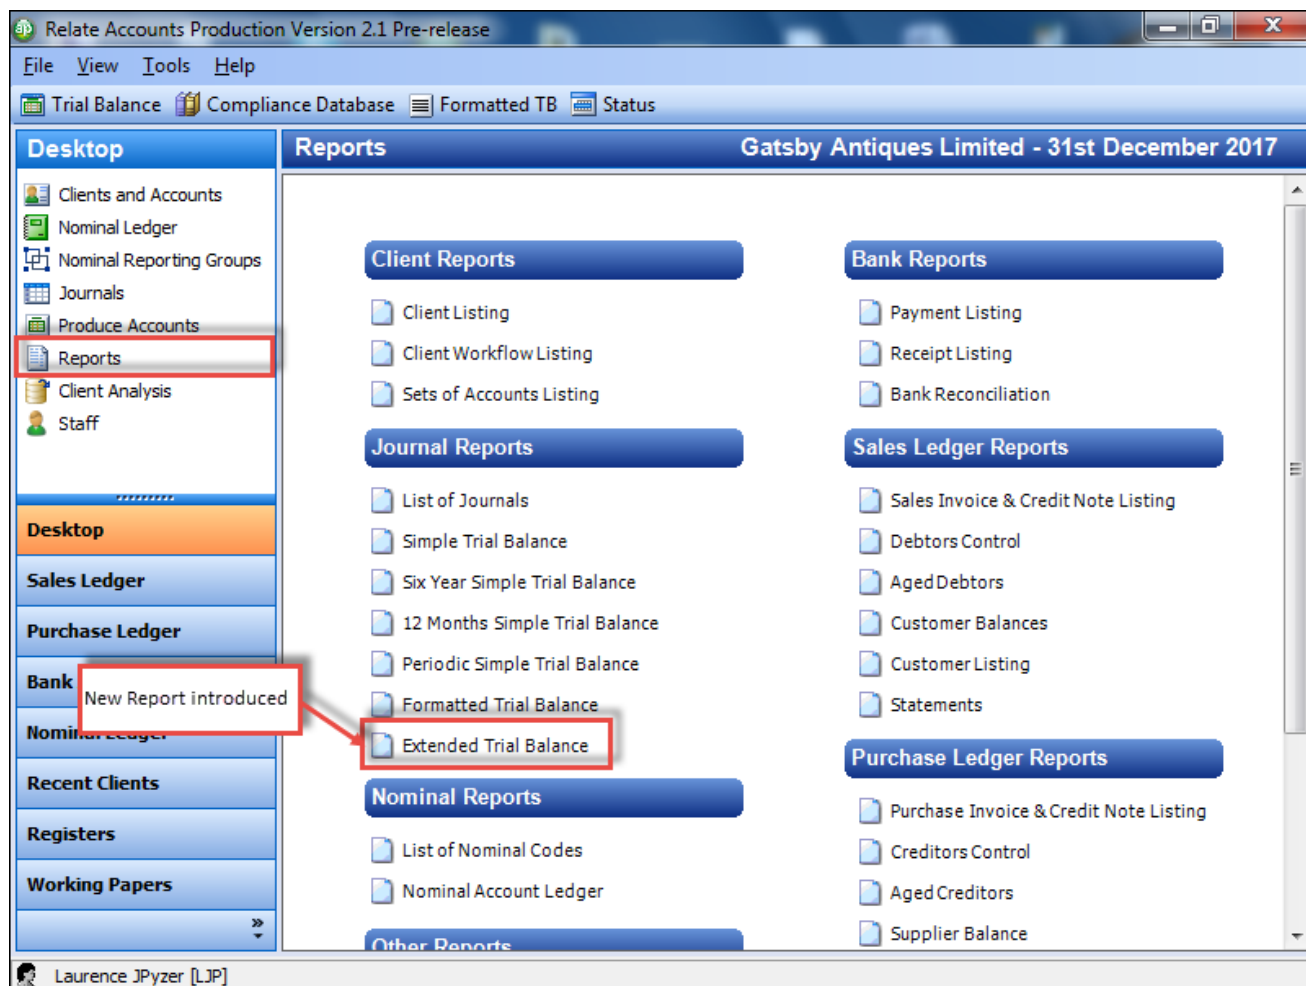 Relate Accounts Production Version 2.1 Pre-release
File View Tools Help
Trial Balance Compliance Database Formatted TB Status
Desktop
Clients and Accounts
Nominal Ledger
Nominal Reporting Groups
Journals
Produce Accounts
Reports
Client Analysis
Staff
Desktop
Sales Ledger
Purchase Ledger
Bank
New Report introduced
Nominal Ledger
Recent Clients
Registers
Working Papers
Reports Gatsby Antiques Limited - 31st December 2017
Client Reports
Client Listing
Client Workflow Listing
Sets of Accounts Listing
Journal Reports
List of Journals
Simple Trial Balance
Six Year Simple Trial Balance
12 Months Simple Trial Balance
Periodic Simple Trial Balance
Formatted Trial Balance
Extended Trial Balance
Nominal Reports
List of Nominal Codes
Nominal Account Ledger
Other Reports
Bank Reports
Payment Listing
Receipt Listing
Bank Reconciliation
Sales Ledger Reports
Sales Invoice & Credit Note Listing
Debtors Control
Aged Debtors
Customer Balances
Customer Listing
Statements
Purchase Ledger Reports
Purchase Invoice & Credit Note Listing
Creditors Control
Aged Creditors
Supplier Balance
Laurence JPyzer [LJP]